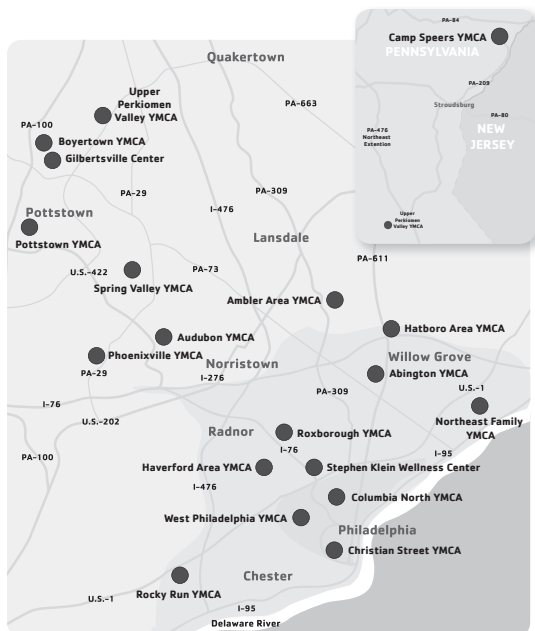 PA-84
Camp Speers YMCA
PENNSYLVANIA
PA-209
Stroudsburg
PA-80
NEW
JERSEY
PA-476
Northeast
Extention
Upper
Perkiomen
Valley YMCA
Quakertown
Upper
Perkiomen
Valley YMCA
PA-663
PA-100
Boyertown YMCA
Gilbertsville Center
PA-29
PA-309
I-476
Pottstown
Pottstown YMCA
Lansdale
PA-611
U.S.-422
PA-73
Spring Valley YMCA
Ambler Area YMCA
Hatboro Area YMCA
Audubon YMCA
Phoenixville YMCA
PA-29
Norristown
I-276
Willow Grove
Abington YMCA
PA-309
U.S.-1
I-76
U.S.-202
Northeast Family
YMCA
Radnor
Roxborough YMCA
I-76
I-95
PA-100
Haverford Area YMCA
Stephen Klein Wellness Center
I-476
Columbia North YMCA
West Philadelphia YMCA
Philadelphia
Christian Street YMCA
Chester
Rocky Run YMCA
U.S.-1
I-95
Delaware River